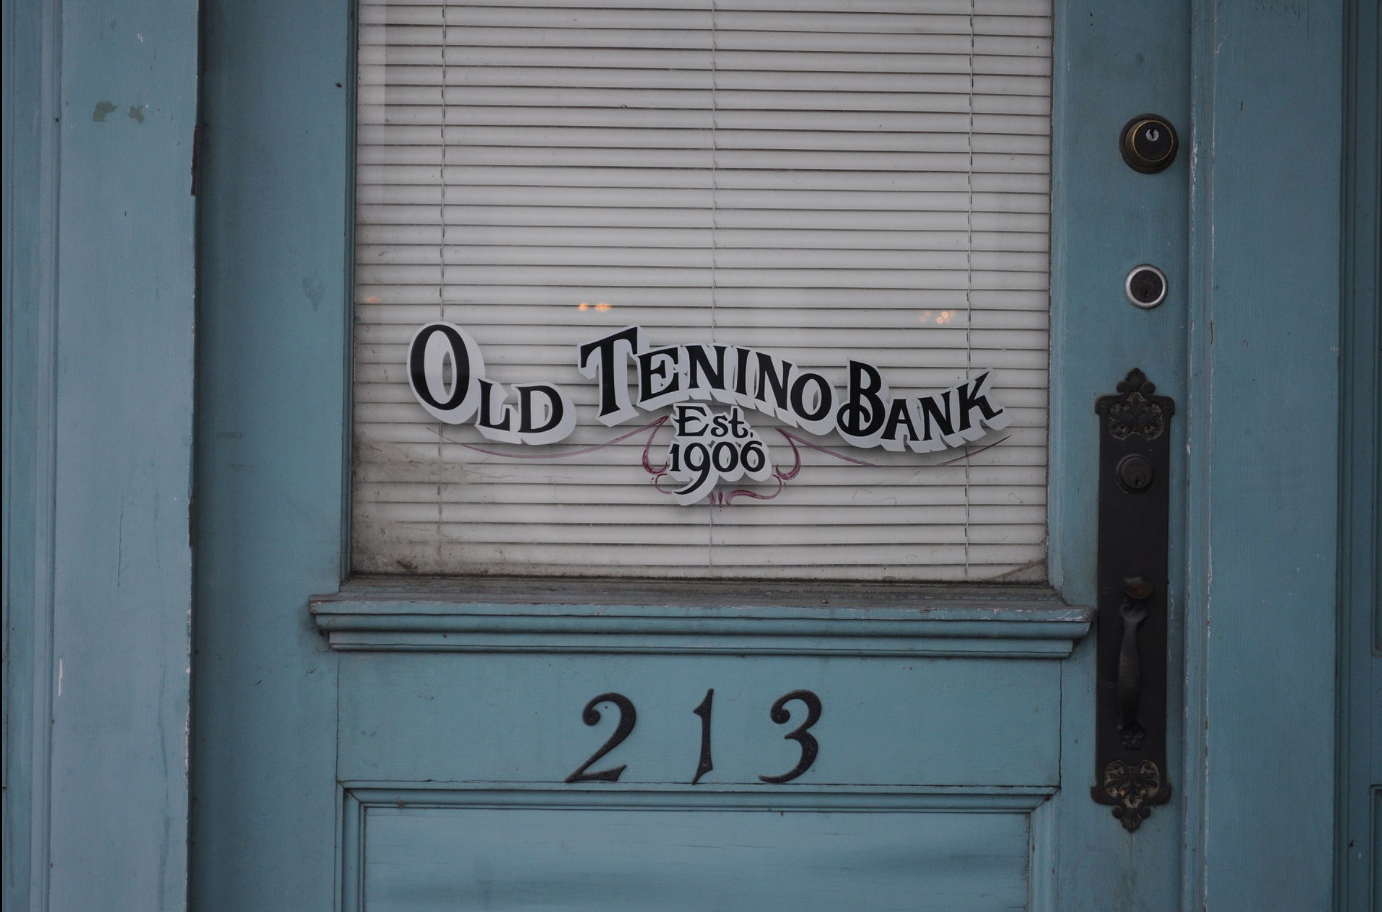 Old Tenino Bank
Est.
1906
213